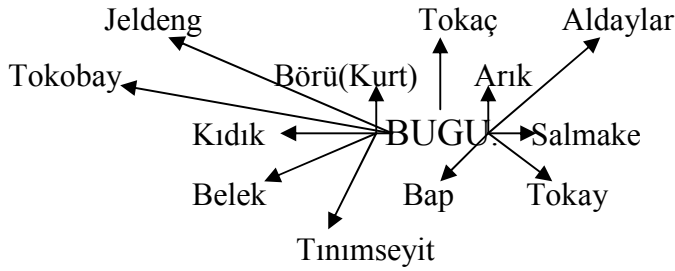 Jeldeng Tokaç Aldaylar
Tokobay Börü(Kurt) Arık
Kıdık BUGU. Salmake
Belek Bap Tokay
Tınımseyit